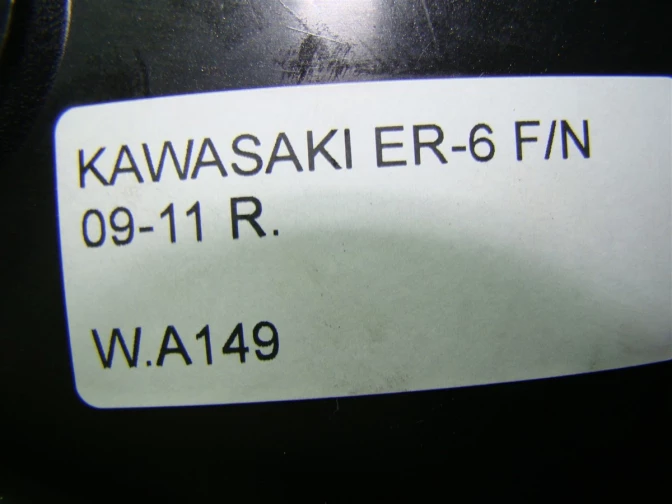 KAWASAKI ER-6 F/N
09-11 R.
W.A149